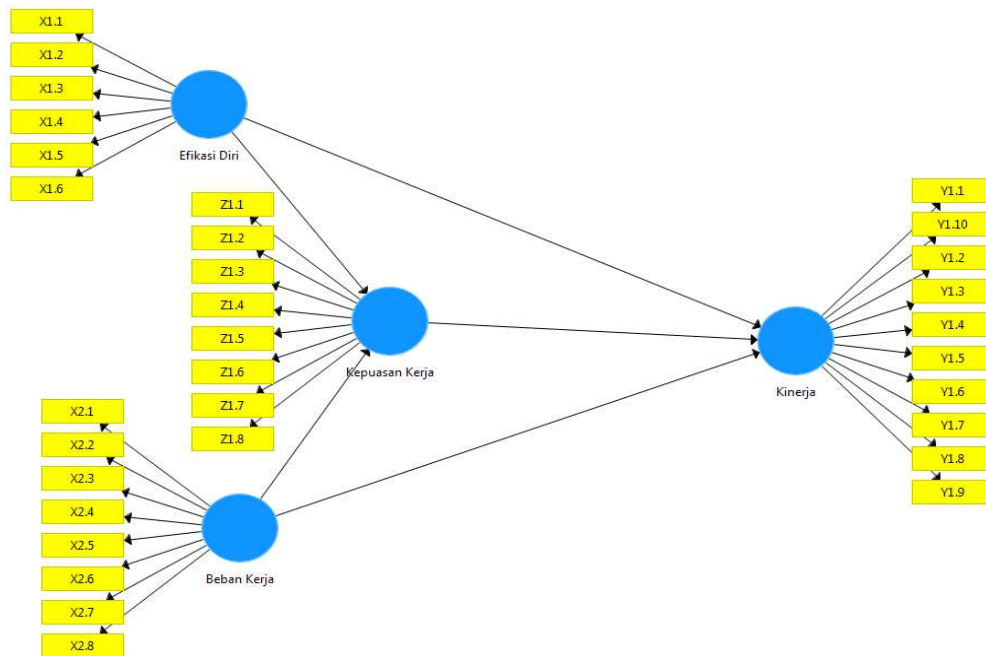 X1.1
X1.2
X1.3
X1.4
X1.5
X1.6
Efikasi Diri
Z1.1
Z1.2
Z1.3
Z1.4
Z1.5
Z1.6
Z1.7
Z1.8
Kepuasan Kerja
X2.1
X2.2
X2.3
X2.4
X2.5
X2.6
X2.7
X2.8
Beban Kerja
Kinerja
Y1.1
Y1.10
Y1.2
Y1.3
Y1.4
Y1.5
Y1.6
Y1.7
Y1.8
Y1.9